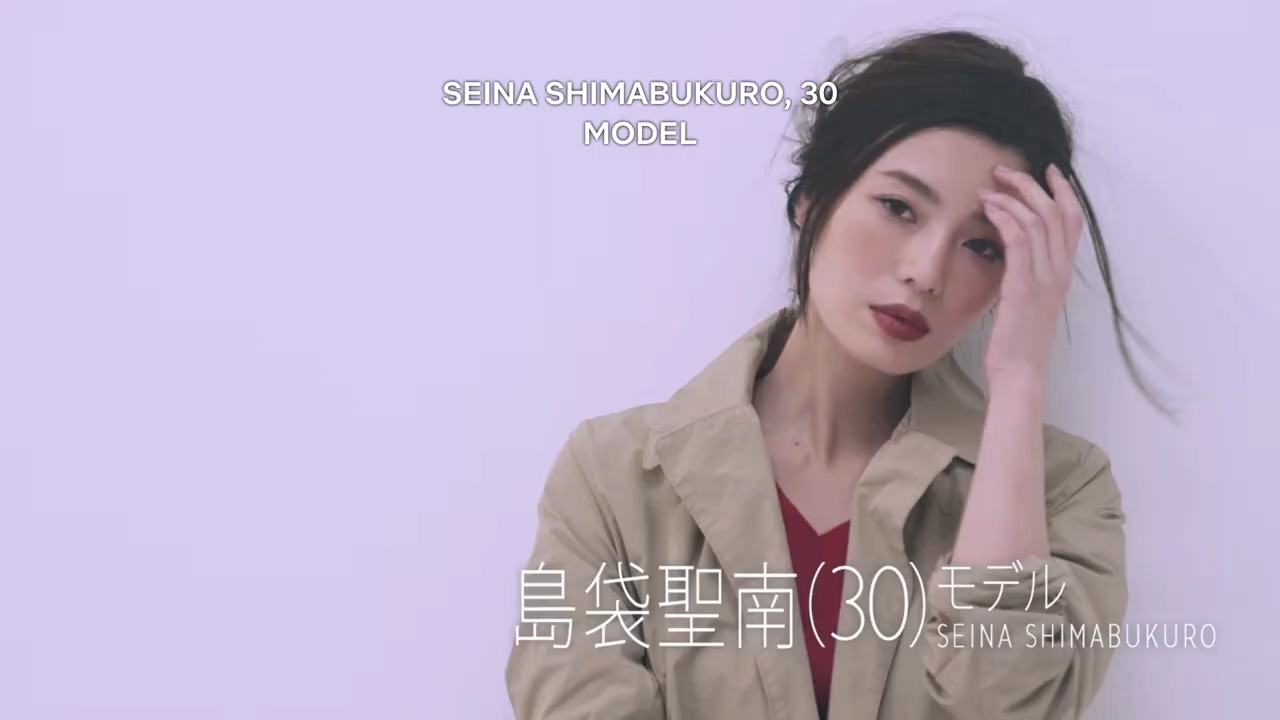 SEINA SHIMABUKURO, 30
MODEL
島袋聖南(30)モデル
SEINA SHIMABUKURO